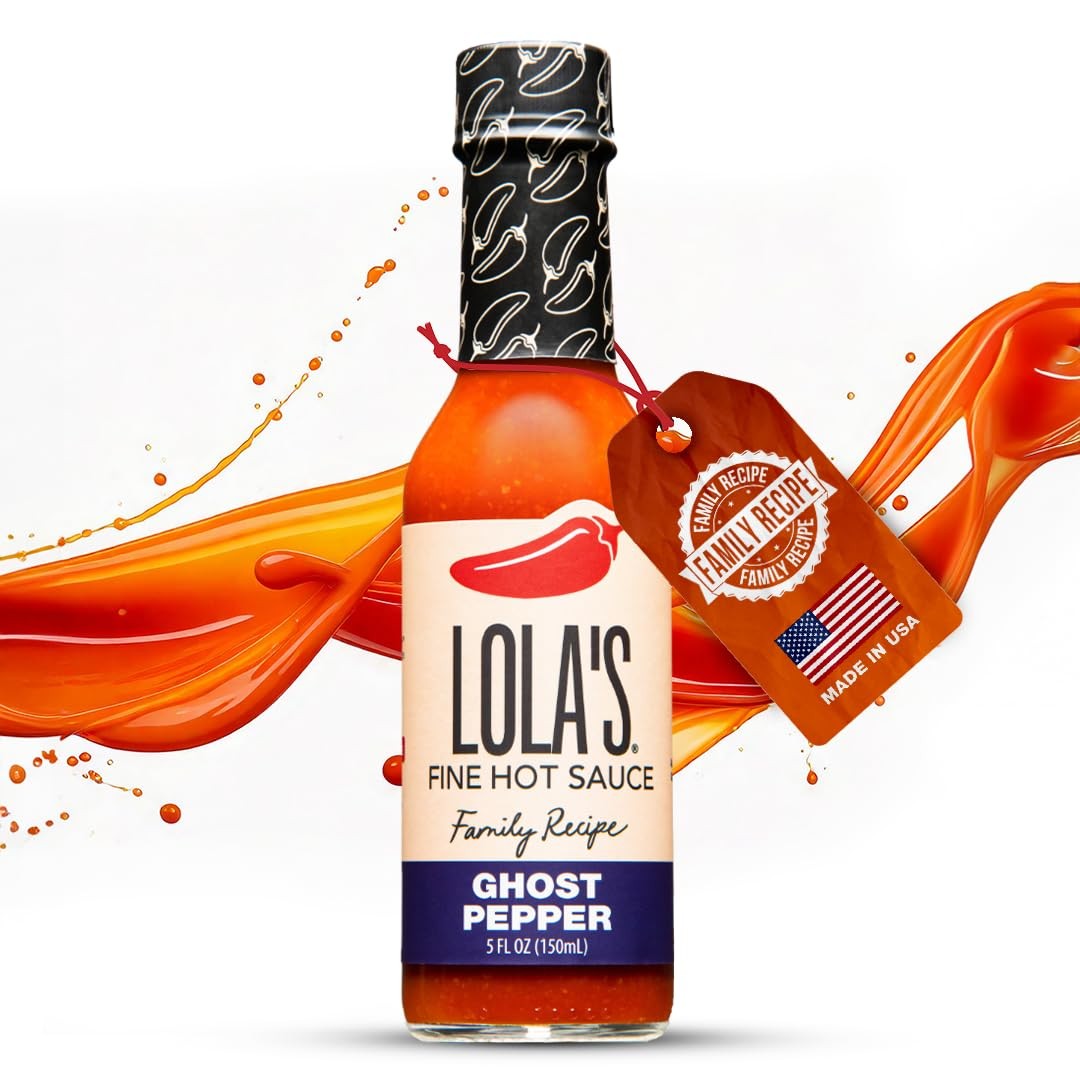 LOLA'S®
FINE HOT SAUCE
Family Recipe
GHOST
PEPPER
5 FL OZ (150mL)
FAMILY RECIPE
FAMILY RECIPE
FAMILY RECIPE
MADE IN USA